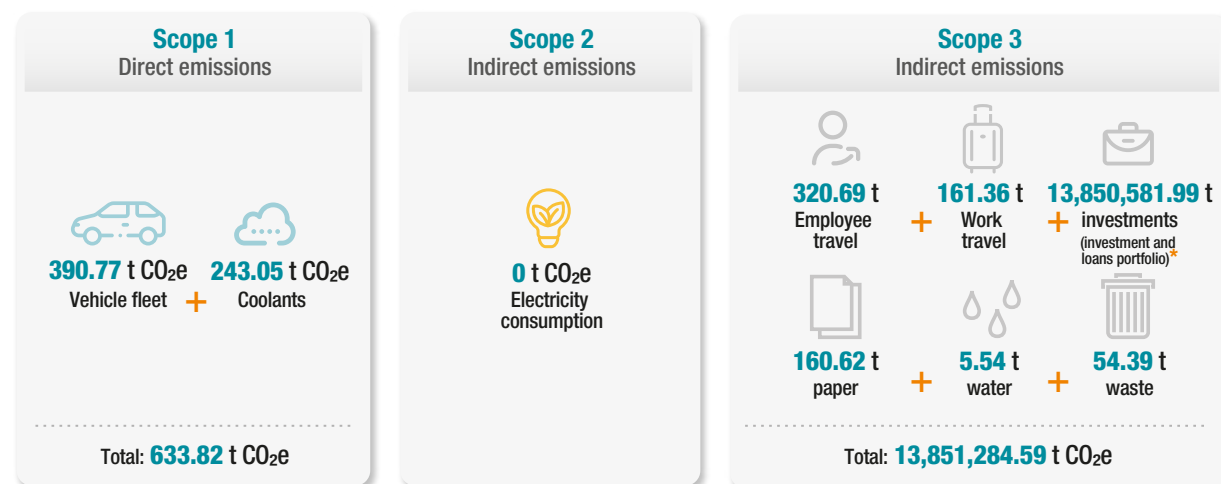 Scope 1
Direct emissions
390.77 t CO₂e
Vehicle fleet
+
243.05 t CO₂e
Coolants
Total: 633.82 t CO₂e
Scope 2
Indirect emissions
0 t CO₂e
Electricity
consumption
Scope 3
Indirect emissions
320.69 t
Employee
travel
+
161.36 t
Work
travel
+
13,850,581.99 t
investments
(investment and
loans portfolio)*
160.62 t
paper
+
5.54 t
water
+
54.39 t
waste
Total: 13,851,284.59 t CO₂e